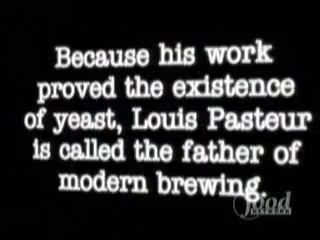 Because his work
proved the existence
of yeast, Louis Pasteur
is called the father of
modern brewing.
food
NETWORK